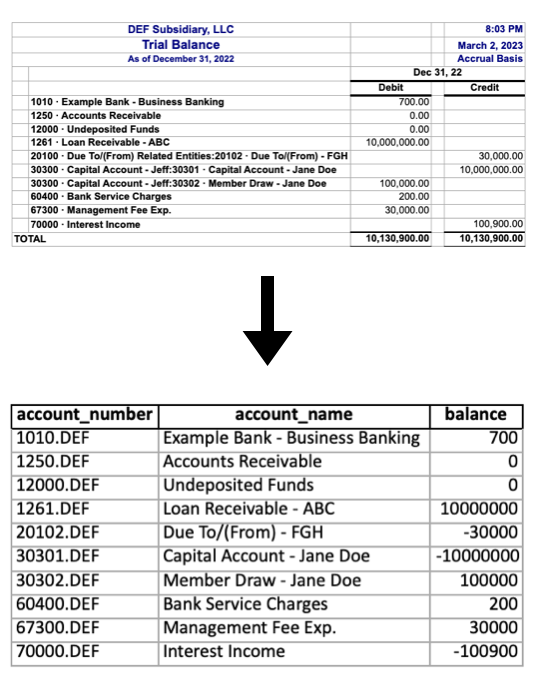 DEF Subsidiary, LLC 8:03 PM
Trial Balance March 2, 2023
As of December 31, 2022 Accrual Basis
Dec 31, 22
Debit Credit
1010 · Example Bank - Business Banking 700.00
1250 · Accounts Receivable 0.00
12000 · Undeposited Funds 0.00
1261 · Loan Receivable - ABC 10,000,000.00
20100 · Due To/(From) Related Entities:20102 · Due To/(From) - FGH 30,000.00
30300 · Capital Account - Jeff:30301 · Capital Account - Jane Doe 10,000,000.00
30300 · Capital Account - Jeff:30302 · Member Draw - Jane Doe 100,000.00
60400 · Bank Service Charges 200.00
67300 · Management Fee Exp. 30,000.00
70000 · Interest Income 100,900.00
TOTAL 10,130,900.00 10,130,900.00
account_number account_name balance
1010.DEF Example Bank - Business Banking 700
1250.DEF Accounts Receivable 0
12000.DEF Undeposited Funds 0
1261.DEF Loan Receivable - ABC 10000000
20102.DEF Due To/(From) - FGH -30000
30301.DEF Capital Account - Jane Doe -10000000
30302.DEF Member Draw - Jane Doe 100000
60400.DEF Bank Service Charges 200
67300.DEF Management Fee Exp. 30000
70000.DEF Interest Income -100900